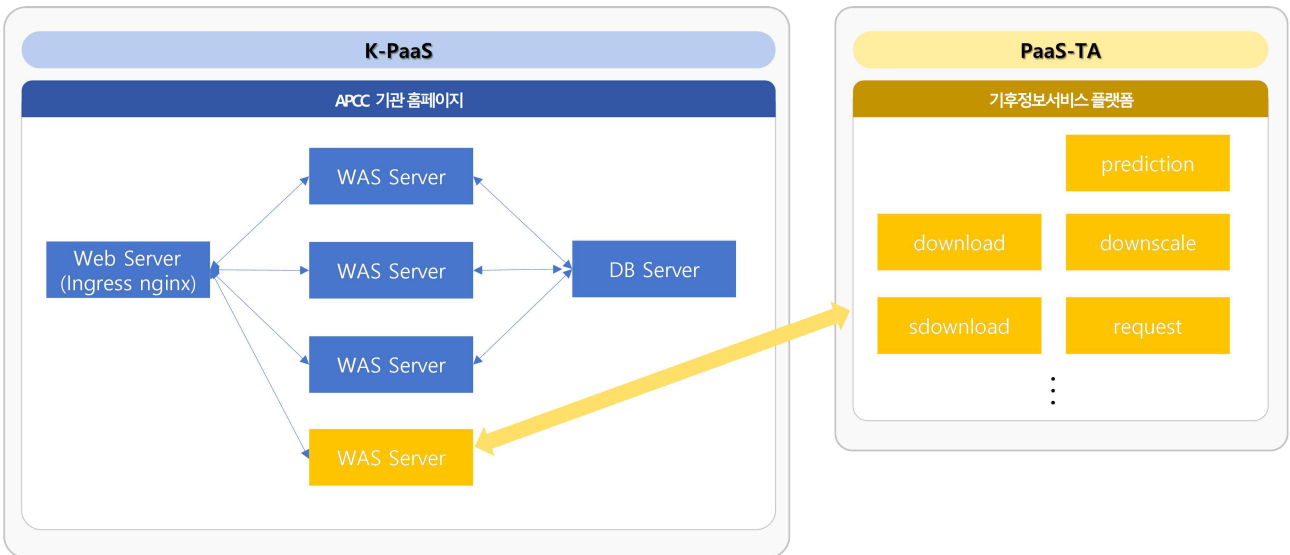 K-PaaS
APCC 기관 홈페이지
WAS Server
Web Server
(Ingress nginx)
WAS Server
DB Server
WAS Server
WAS Server
PaaS-TA
기후정보서비스 플랫폼
prediction
download
downscale
sdownload
request